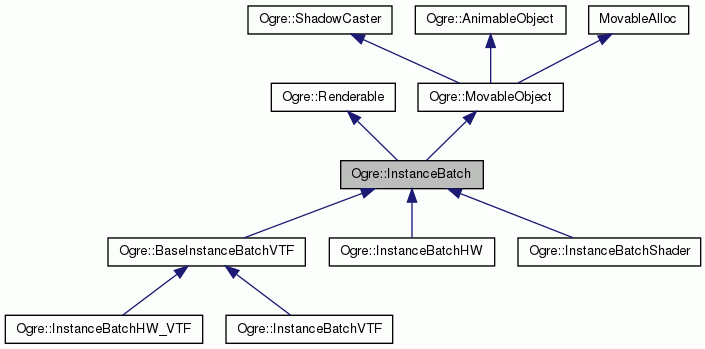 Ogre::ShadowCaster
Ogre::AnimableObject
MovableAlloc
Ogre::Renderable
Ogre::MovableObject
Ogre::InstanceBatch
Ogre::BaseInstanceBatchVTF
Ogre::InstanceBatchHW
Ogre::InstanceBatchShader
Ogre::InstanceBatchHW_VTF
Ogre::InstanceBatchVTF